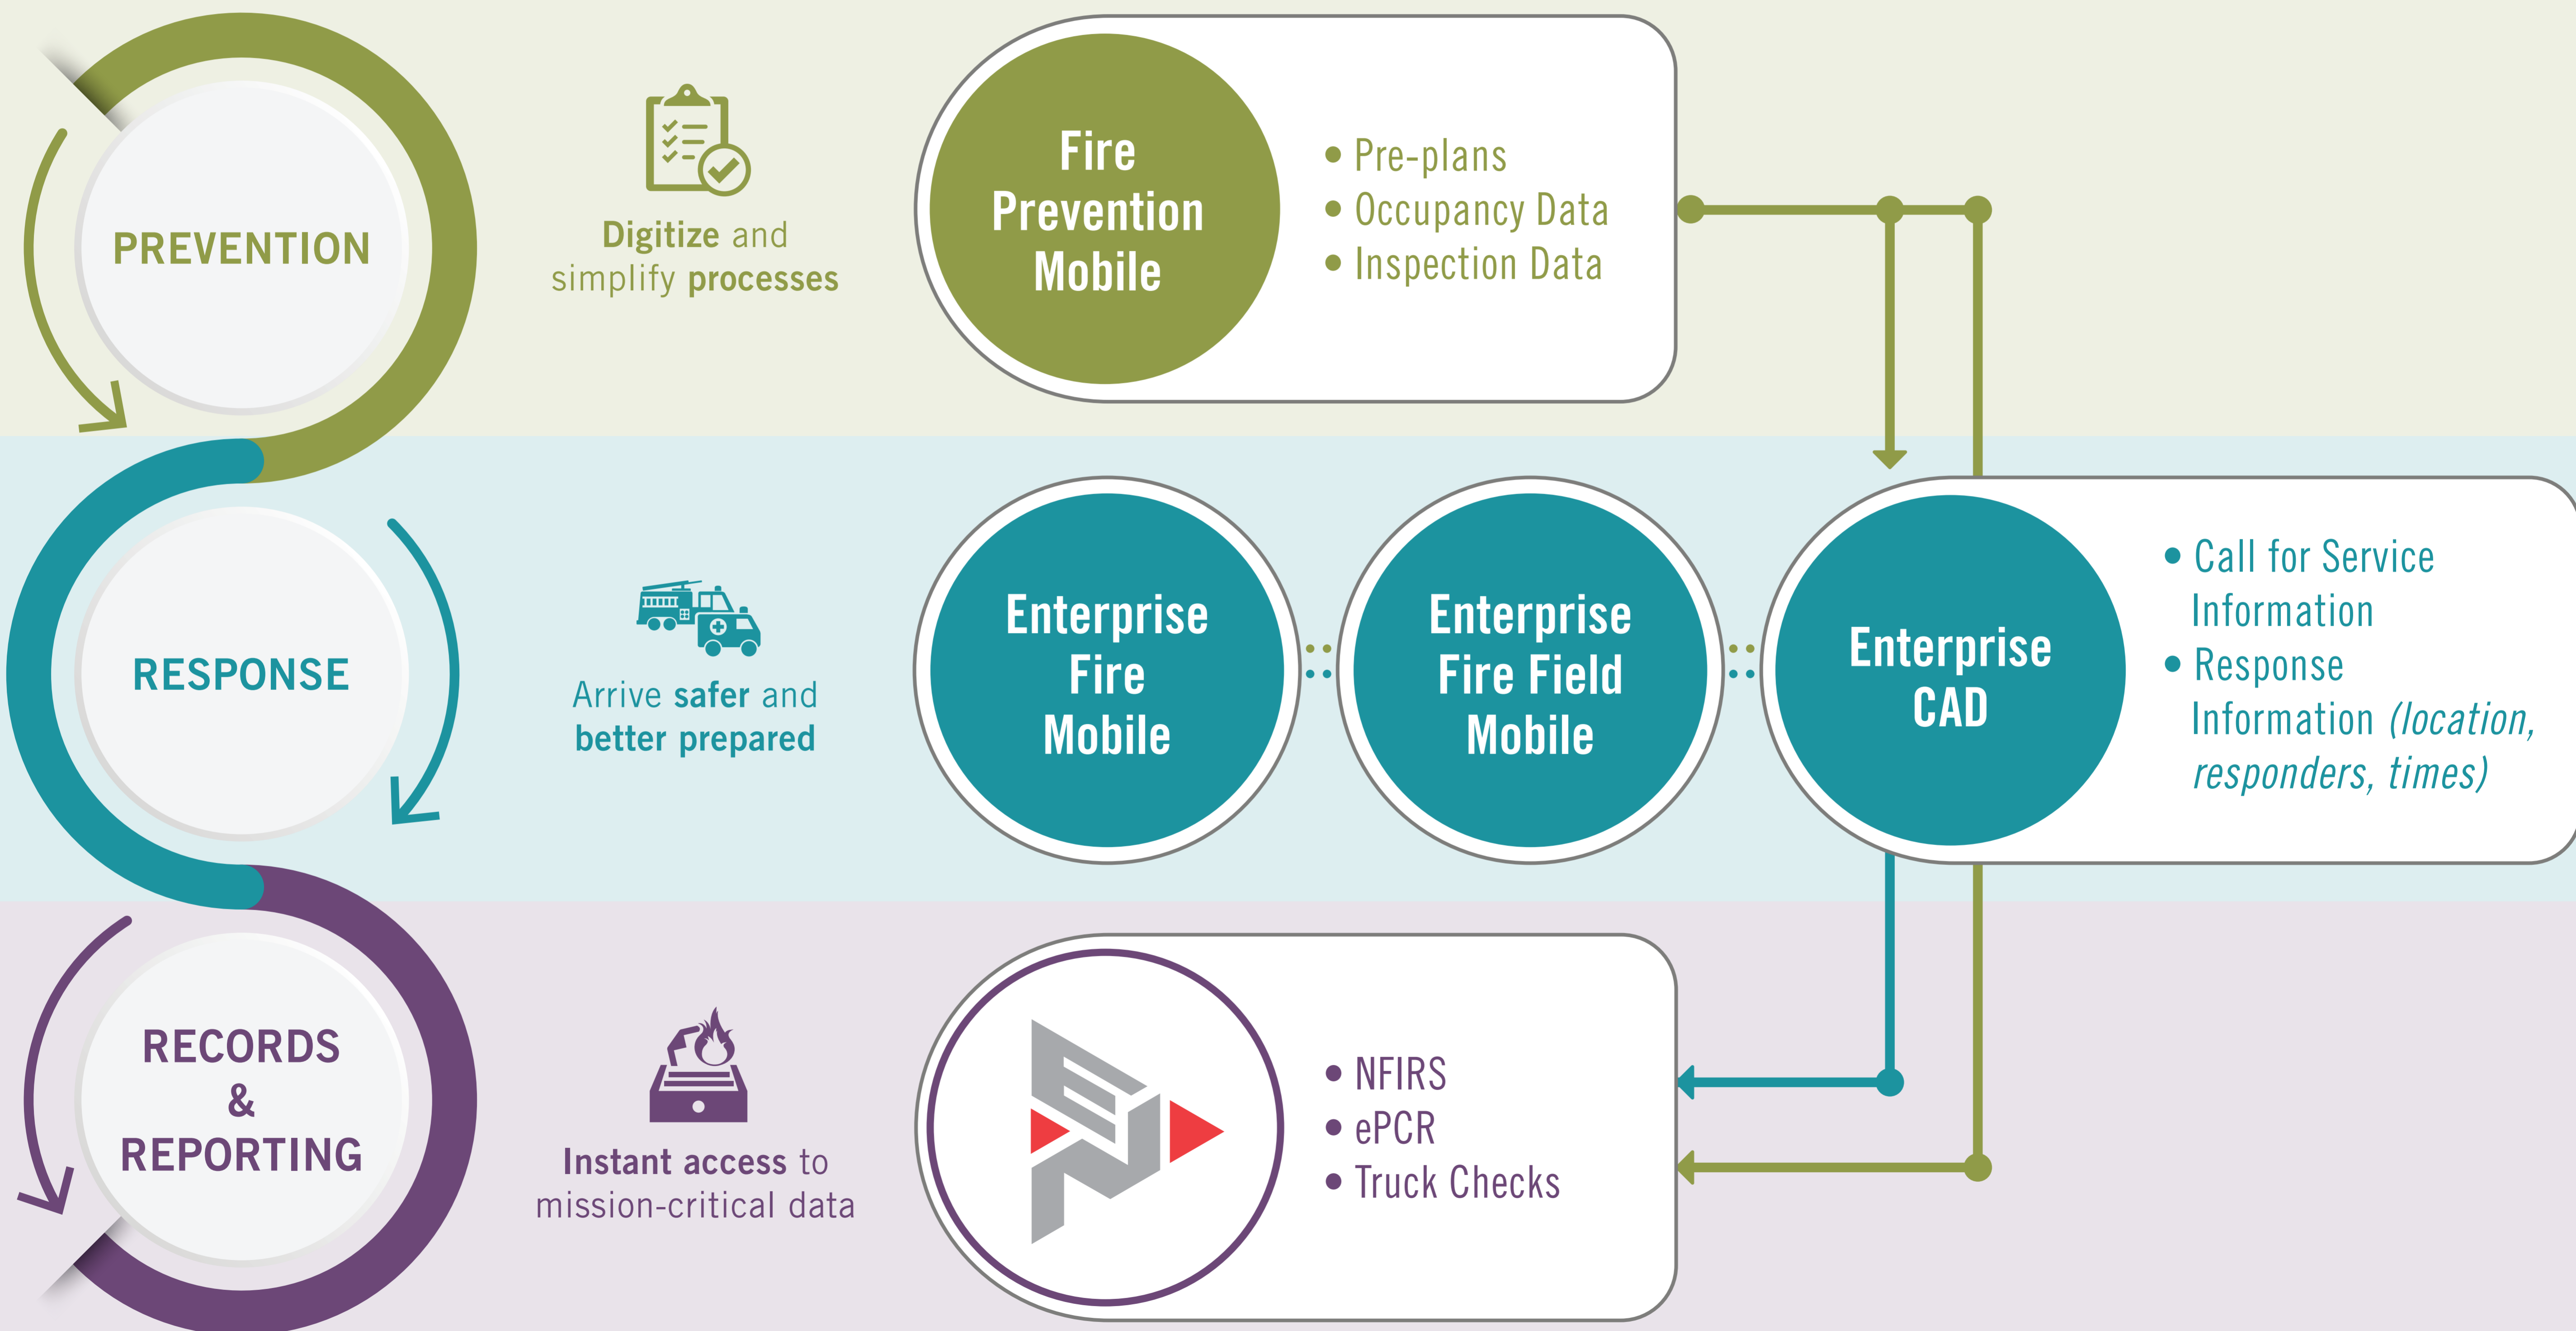 PREVENTION
Digitize and
simplify processes
Fire
Prevention
Mobile
• Pre-plans
• Occupancy Data
• Inspection Data
RESPONSE
Arrive safer and
better prepared
Enterprise
Fire
Mobile
Enterprise
Fire Field
Mobile
Enterprise
CAD
• Call for Service
Information
• Response
Information (location,
responders, times)
RECORDS
&
REPORTING
Instant access to
mission-critical data
• NFIRS
• ePCR
• Truck Checks